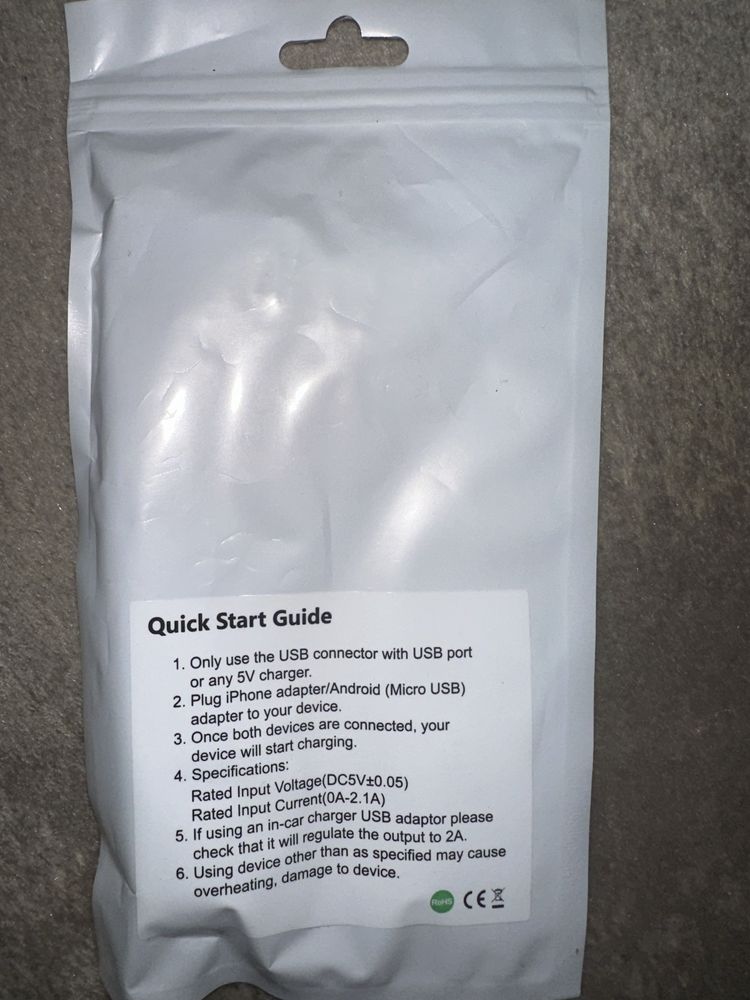 Quick Start Guide
1. Only use the USB connector with USB port
or any 5V charger.
2. Plug iPhone adapter/Android (Micro USB)
adapter to your device.
3. Once both devices are connected, your
device will start charging.
4. Specifications:
Rated Input Voltage(DC5V±0.05)
Rated Input Current(0A-2.1A)
5. If using an in-car charger USB adaptor please
check that it will regulate the output to 2A.
6. Using device other than as specified may cause
overheating, damage to device.
RoHS CE